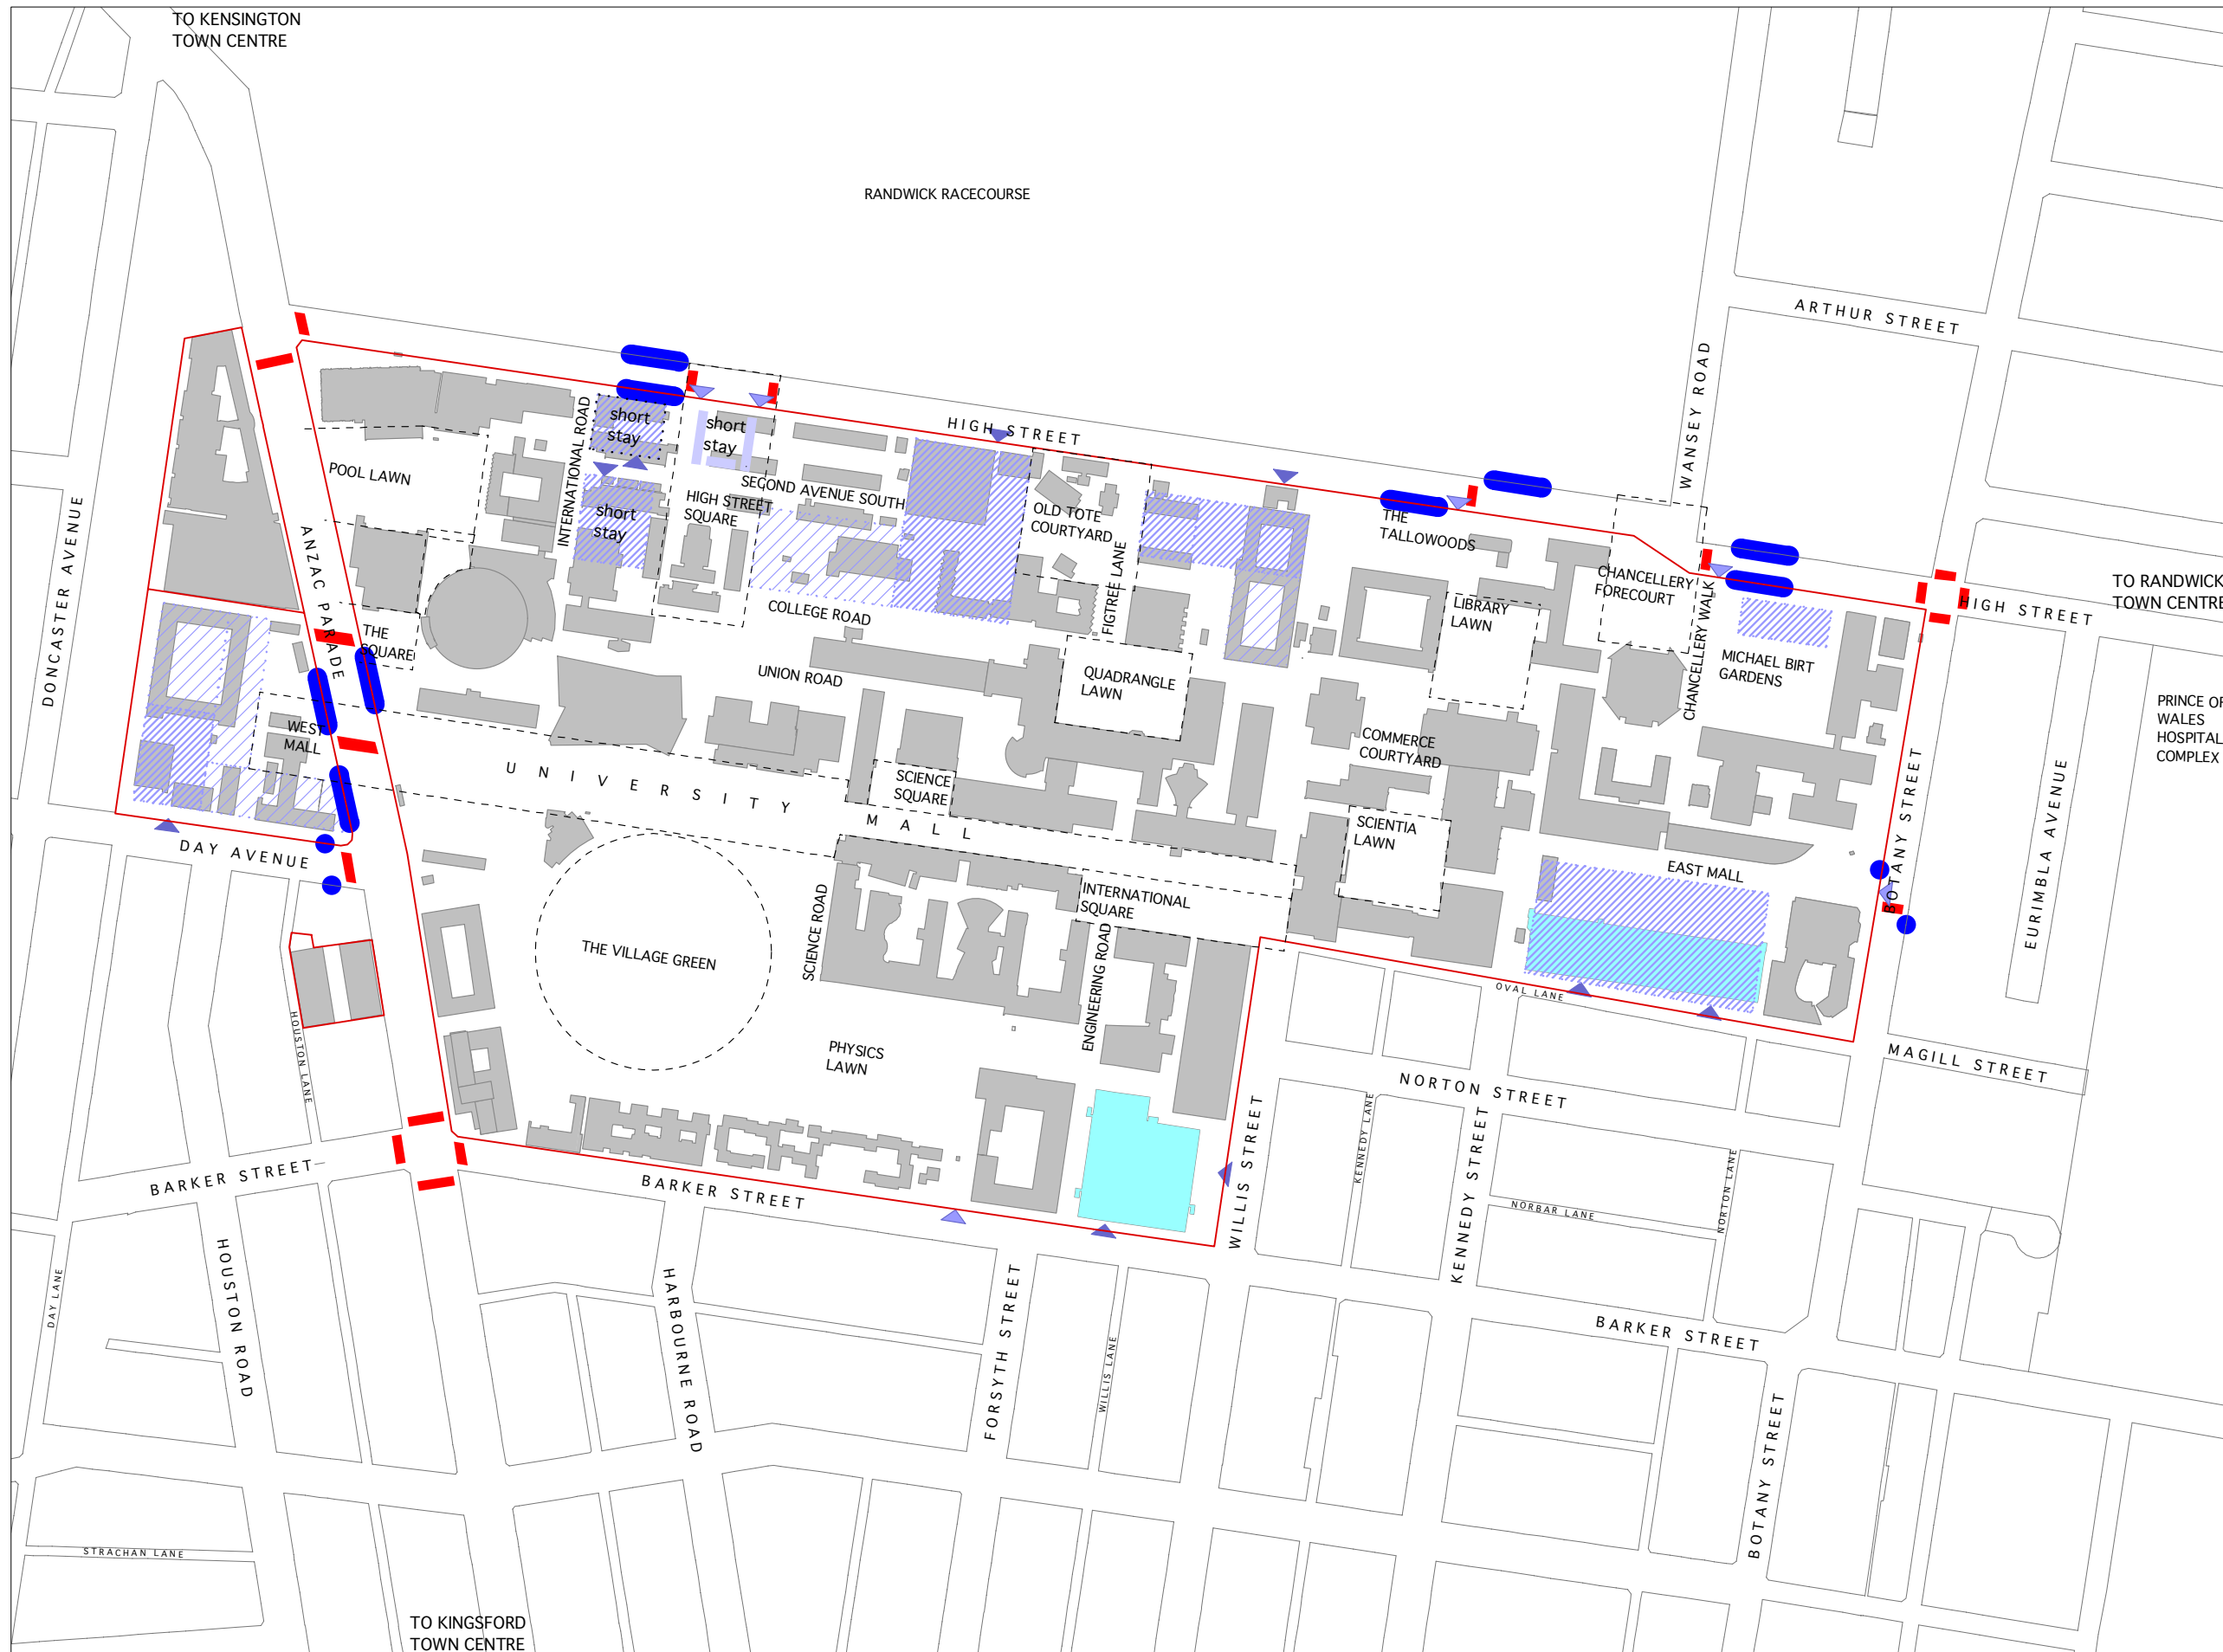 TO KENSINGTON
TOWN CENTRE
RANDWICK RACECOURSE
ARTHUR STREET
WANSEY ROAD
HIGH STREET
short
stay
short
stay
INTERNATIONAL ROAD
POOL LAWN
SECOND AVENUE SOUTH
HIGH STREET
SQUARE
short
stay
OLD TOTE
COURTYARD
THE
TALLOWOODS
FIGTREE LANE
DONCASTER AVENUE
ANZAC PARADE
CHANCELLERY
FORECOURT
CHANCELLERY WALK
TO RANDWICK
TOWN CENTRE
HIGH STREET
COLLEGE ROAD
LIBRARY
LAWN
THE
SQUARE
UNION ROAD
QUADRANGLE
LAWN
MICHAEL BIRT
GARDENS
PRINCE OF
WALES
HOSPITAL
COMPLEX
WEST
MALL
COMMERCE
COURTYARD
UNIVERSITY
MALL
SCIENCE
SQUARE
SCIENTIA
LAWN
BOTANY STREET
EURIMBLA AVENUE
DAY AVENUE
EAST MALL
INTERNATIONAL
SQUARE
SCIENCE ROAD
THE VILLAGE GREEN
ENGINEERING ROAD
OVAL LANE
HOUSTON LANE
PHYSICS
LAWN
MAGILL STREET
NORTON STREET
WILLIS STREET
KENNEDY LANE
KENNEDY STREET
NORTON LANE
BARKER STREET
BARKER STREET
NORBAR LANE
DAY LANE
HOUSTON ROAD
HARBOURNE ROAD
FORSYTH STREET
WILLIS LANE
BARKER STREET
BOTANY STREET
STRACHAN LANE
TO KINGSFORD
TOWN CENTRE